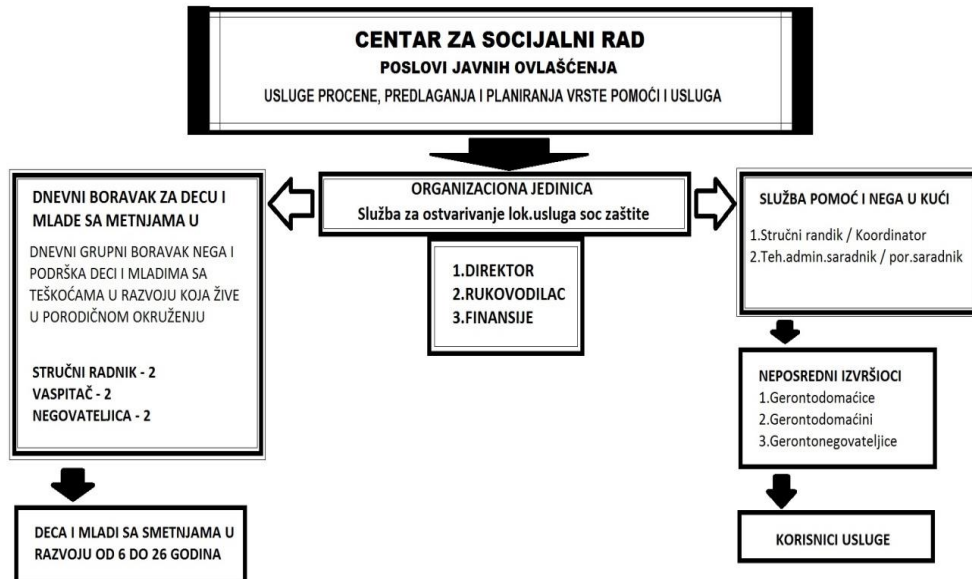 CENTAR ZA SOCIJALNI RAD
POSLOVI JAVNIH OVLAŠĆENJA
USLUGE PROCENE, PREDLAGANJA I PLANIRANJA VRSTE POMOĆI I USLUGA
DNEVNI BORAVAK ZA DECU I
MLADE SA METNJAMA U
DNEVNI GRUPNI BORAVAK NEGA I
PODRŠKA DECI I MLADIMA SA
TEŠKOĆAMA U RAZVOJU KOJA ŽIVE
U PORODIČNOM OKRUŽENJU
STRUČNI RADNIK - 2
VASPITAČ - 2
NEGOVATELJICA - 2
DECA I MLADI SA SMETNJAMA U
RAZVOJU OD 6 DO 26 GODINA
ORGANIZACIONA JEDINICA
Služba za ostvarivanje lok.usluga soc zaštite
1.DIREKTOR
2.RUKOVODILAC
3.FINANSIJE
SLUŽBA POMOĆ I NEGA U KUĆI
1.Stručni randik / Koordinator
2.Teh.admin.saradnik / por.saradnik
NEPOSREDNI IZVRŠIOCI
1.Gerontodomaćice
2.Gerontodomaćini
3.Gerontonegovateljice
KORISNICI USLUGE